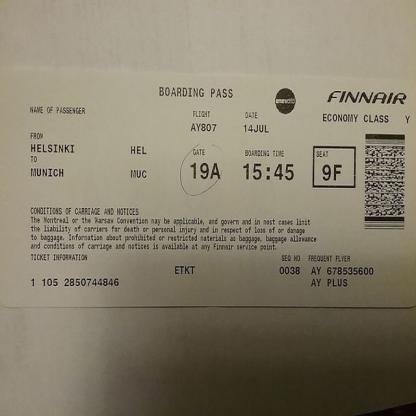 BOARDING PASS
FINNAIR
NAME OF PASSENGER
FLIGHT DATE
AY807 14JUL
ECONOMY CLASS Y
FROM
HELSINKI HEL
TO
MUNICH MUC
GATE BOARDING TIME SEAT
19A 15:45 9F
CONDITIONS OF CARRIAGE AND NOTICES
The Montreal or the Warsaw Convention may be applicable, and govern and in most cases limit
the liability of carriers for death or personal injury and in respect of loss of or damage
to baggage. Information about prohibited or restricted materials as baggage, baggage allowance
and conditions of carriage and notices is available at any Finnair service point.
TICKET INFORMATION SEQ NO FREQUENT FLYER
ETKT 0038 AY 678535600
1 105 2850744846 AY PLUS